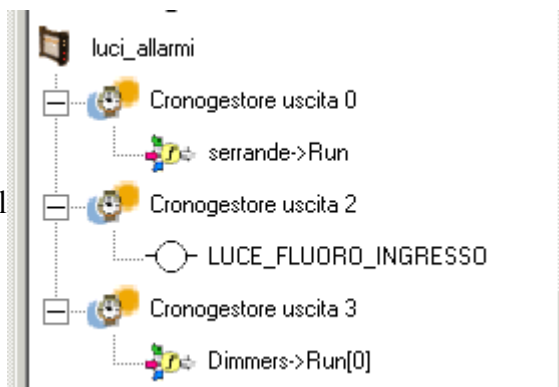 luci_allarmi
Cronogestore uscita 0
serrande->Run
l
Cronogestore uscita 2
LUCE_FLUORO_INGRESSO
Cronogestore uscita 3
Dimmers->Run[0]